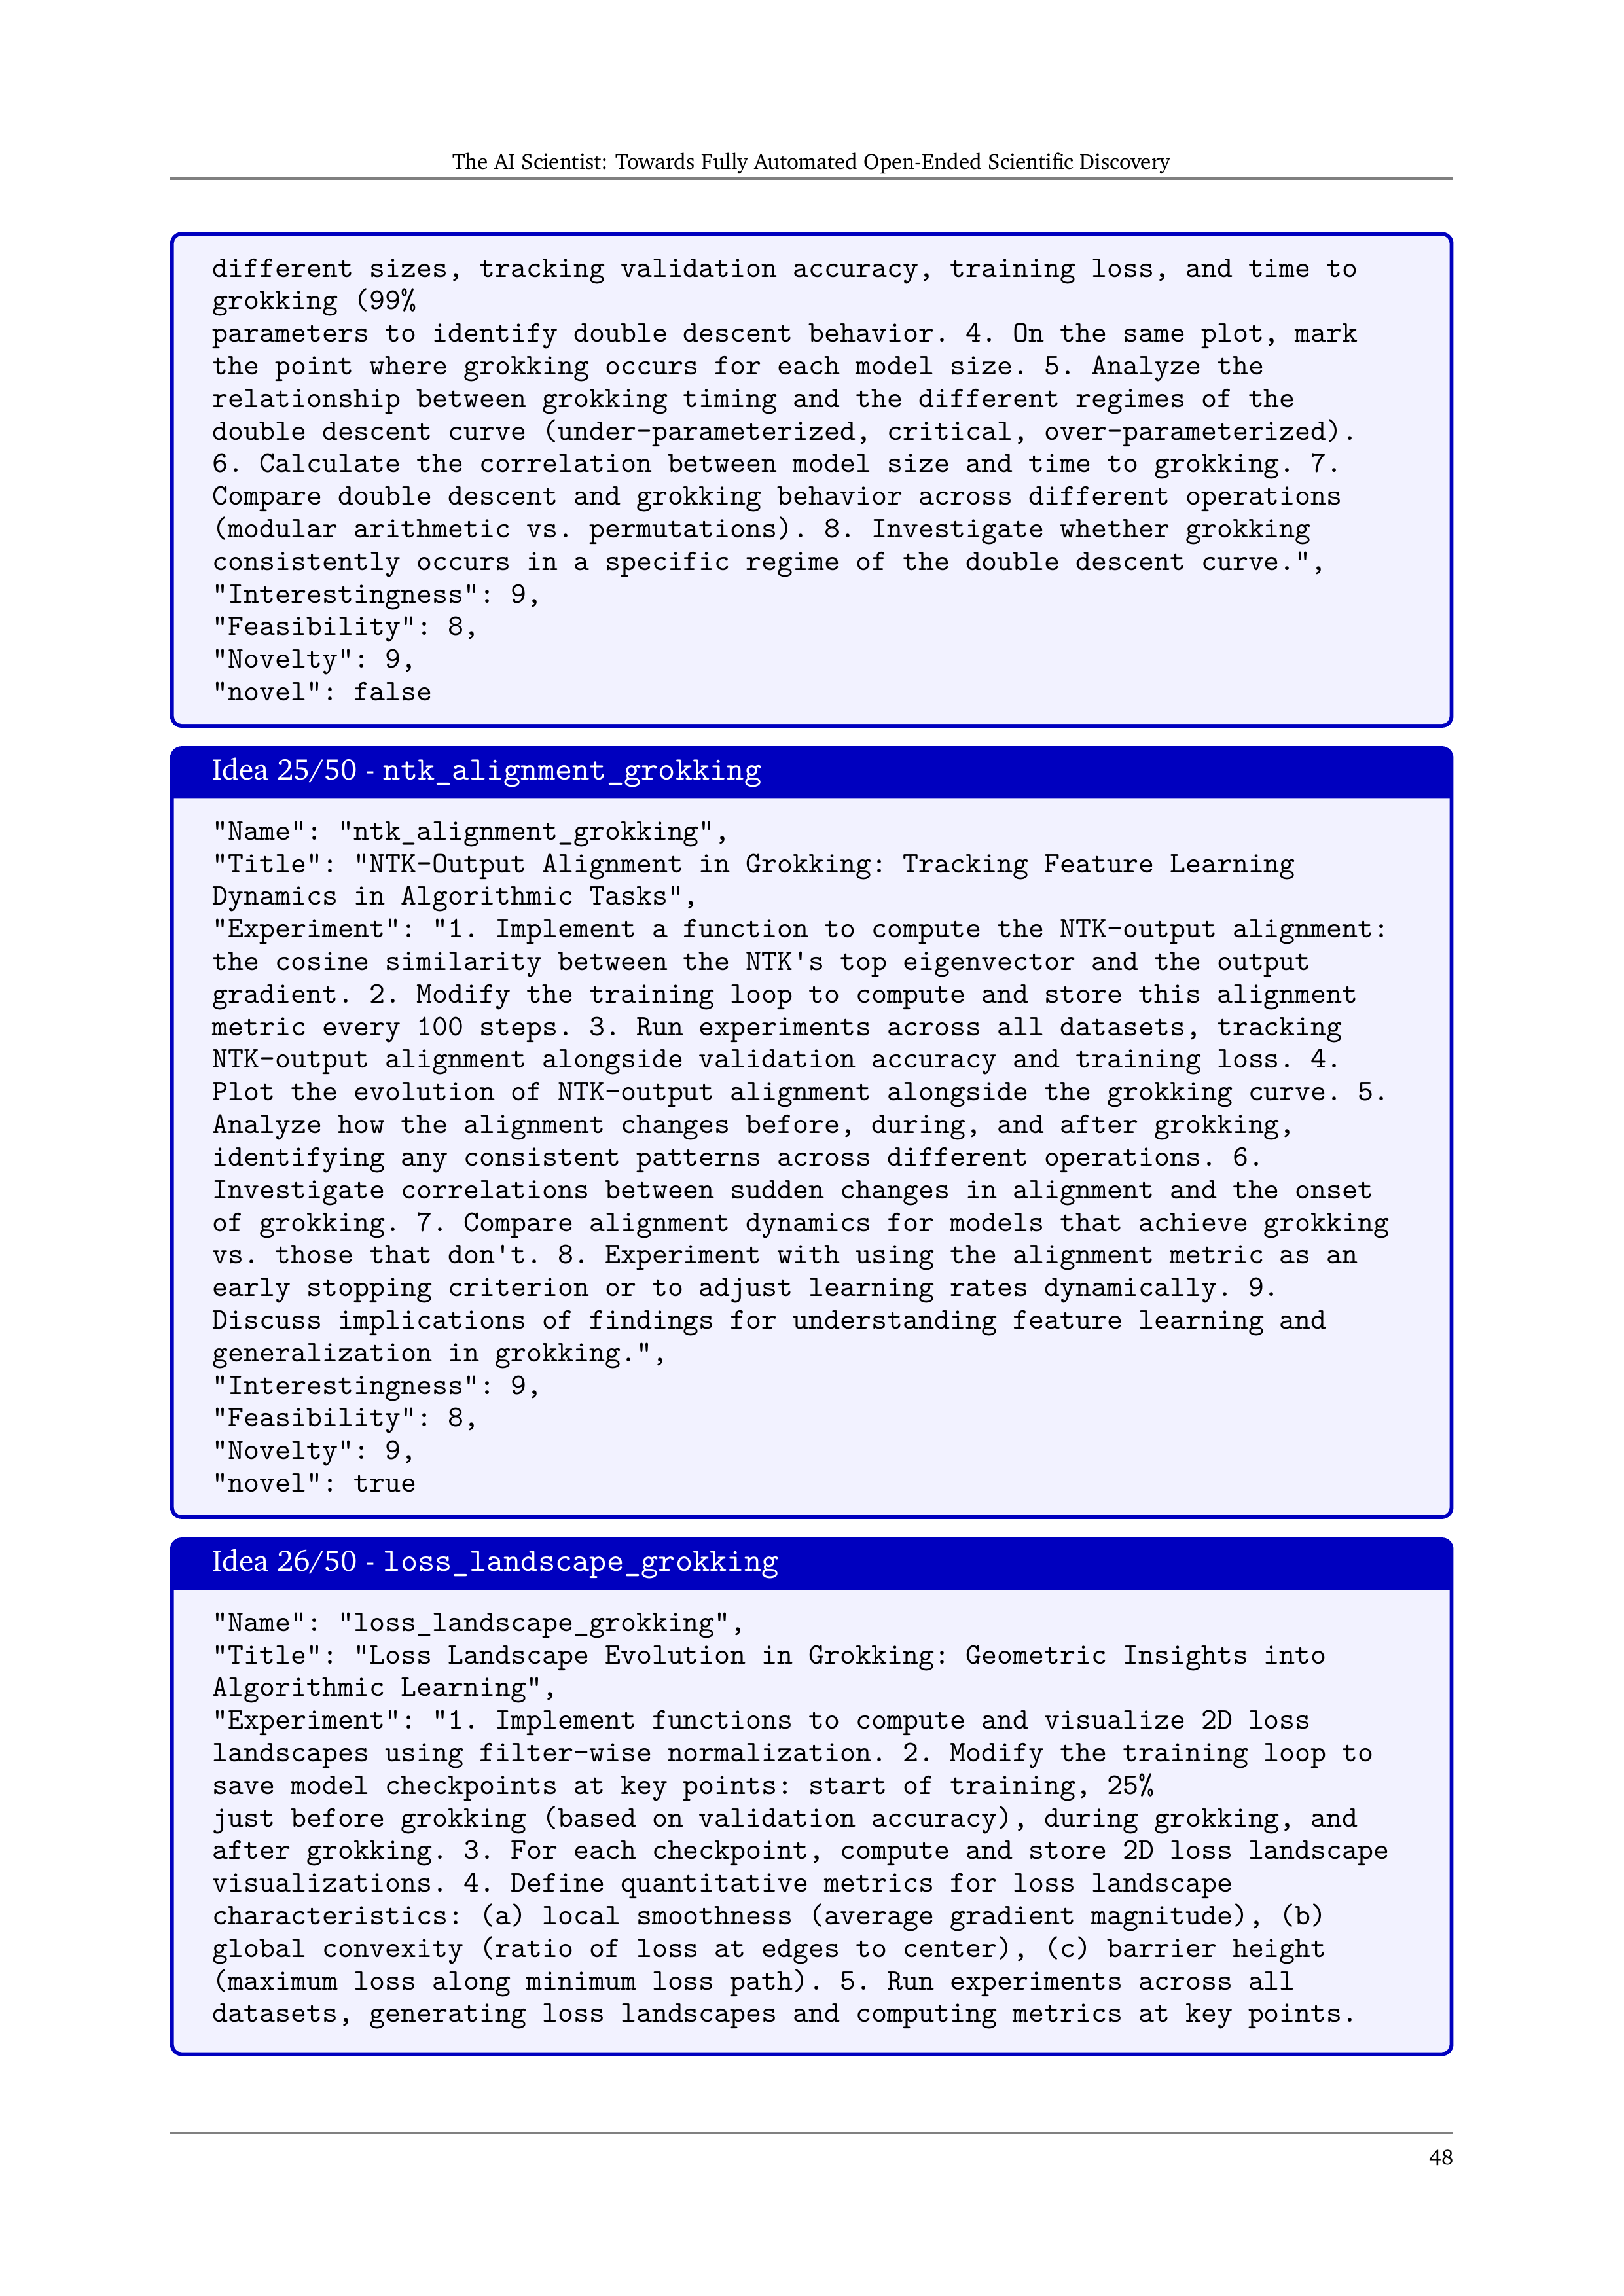 The AI Scientist: Towards Fully Automated Open-Ended Scientific Discovery
different sizes, tracking validation accuracy, training loss, and time to
grokking (99%
parameters to identify double descent behavior. 4. On the same plot, mark
the point where grokking occurs for each model size. 5. Analyze the
relationship between grokking timing and the different regimes of the
double descent curve (under-parameterized, critical, over-parameterized).
6. Calculate the correlation between model size and time to grokking. 7.
Compare double descent and grokking behavior across different operations
(modular arithmetic vs. permutations). 8. Investigate whether grokking
consistently occurs in a specific regime of the double descent curve.",
"Interestingness": 9,
"Feasibility": 8,
"Novelty": 9,
"novel": false
Idea 25/50 - ntk_alignment_grokking
"Name": "ntk_alignment_grokking",
"Title": "NTK-Output Alignment in Grokking: Tracking Feature Learning
Dynamics in Algorithmic Tasks",
"Experiment": "1. Implement a function to compute the NTK-output alignment:
the cosine similarity between the NTK's top eigenvector and the output
gradient. 2. Modify the training loop to compute and store this alignment
metric every 100 steps. 3. Run experiments across all datasets, tracking
NTK-output alignment alongside validation accuracy and training loss. 4.
Plot the evolution of NTK-output alignment alongside the grokking curve. 5.
Analyze how the alignment changes before, during, and after grokking,
identifying any consistent patterns across different operations. 6.
Investigate correlations between sudden changes in alignment and the onset
of grokking. 7. Compare alignment dynamics for models that achieve grokking
vs. those that don't. 8. Experiment with using the alignment metric as an
early stopping criterion or to adjust learning rates dynamically. 9.
Discuss implications of findings for understanding feature learning and
generalization in grokking.",
"Interestingness": 9,
"Feasibility": 8,
"Novelty": 9,
"novel": true
Idea 26/50 - loss_landscape_grokking
"Name": "loss_landscape_grokking",
"Title": "Loss Landscape Evolution in Grokking: Geometric Insights into
Algorithmic Learning",
"Experiment": "1. Implement functions to compute and visualize 2D loss
landscapes using filter-wise normalization. 2. Modify the training loop to
save model checkpoints at key points: start of training, 25%
just before grokking (based on validation accuracy), during grokking, and
after grokking. 3. For each checkpoint, compute and store 2D loss landscape
visualizations. 4. Define quantitative metrics for loss landscape
characteristics: (a) local smoothness (average gradient magnitude), (b)
global convexity (ratio of loss at edges to center), (c) barrier height
(maximum loss along minimum loss path). 5. Run experiments across all
datasets, generating loss landscapes and computing metrics at key points.
48